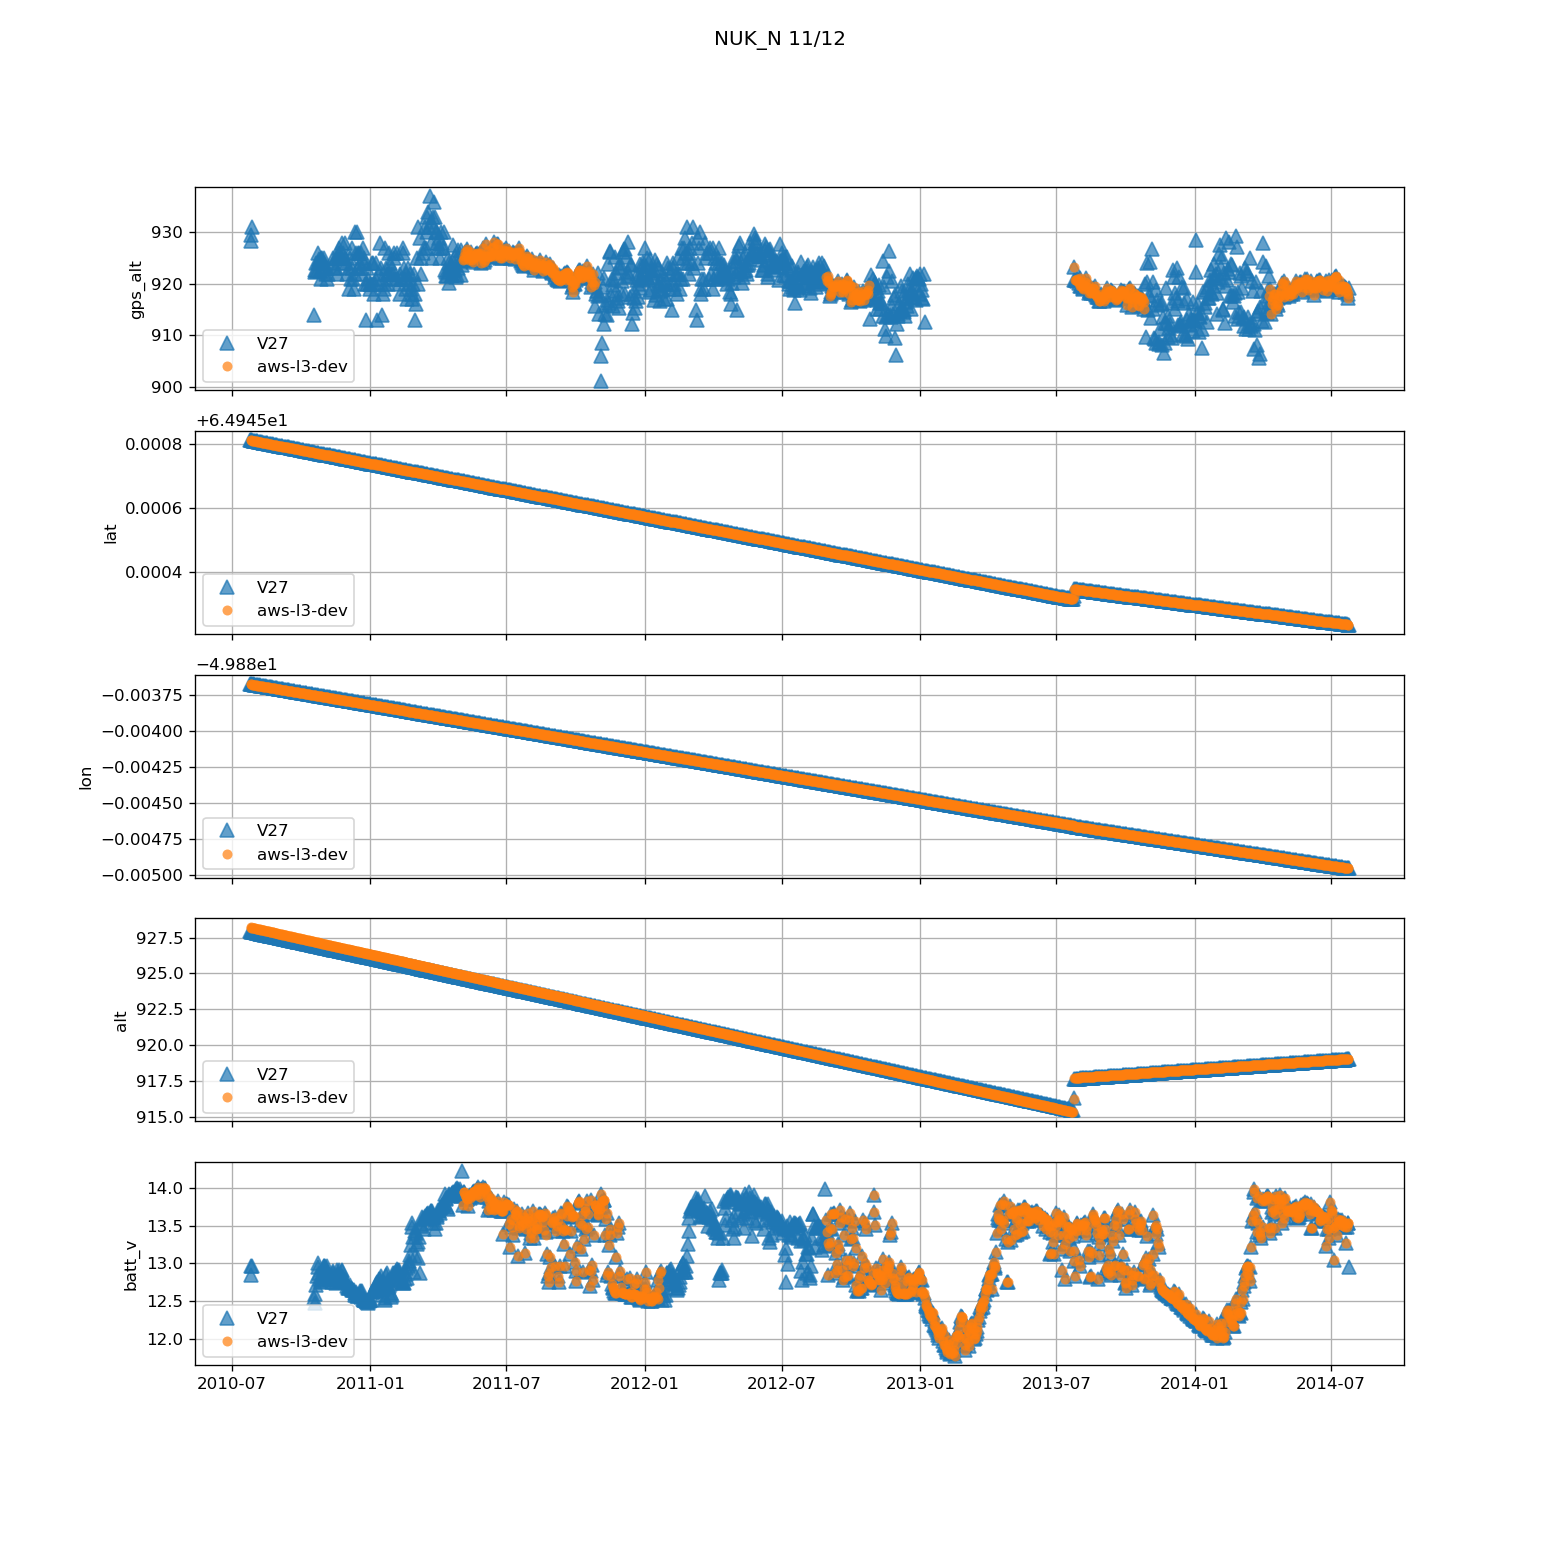 NUK_N 11/12
gps_alt
930
920
910
900
V27
aws-l3-dev
+6.4945e1
lat
0.0008
0.0006
0.0004
V27
aws-l3-dev
−4.988e1
lon
−0.00375
−0.00400
−0.00425
−0.00450
−0.00475
−0.00500
V27
aws-l3-dev
alt
927.5
925.0
922.5
920.0
917.5
915.0
V27
aws-l3-dev
batt_v
14.0
13.5
13.0
12.5
12.0
V27
aws-l3-dev
2010-07 2011-01 2011-07 2012-01 2012-07 2013-01 2013-07 2014-01 2014-07